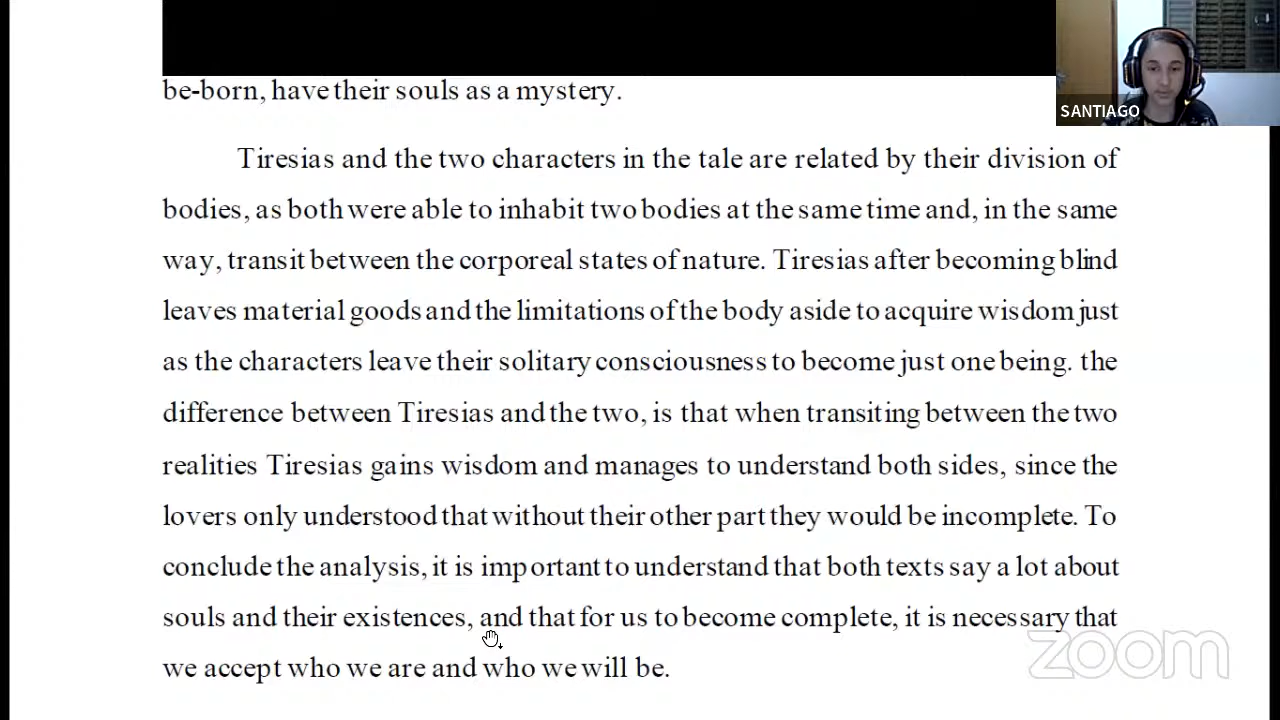 be-born, have their souls as a mystery.
SANTIAGO
Tiresias and the two characters in the tale are related by their division of
bodies, as both were able to inhabit two bodies at the same time and, in the same
way, transit between the corporeal states of nature. Tiresias after becoming blind
leaves material goods and the limitations of the body aside to acquire wisdom just
as the characters leave their solitary consciousness to become just one being. the
difference between Tiresias and the two, is that when transiting between the two
realities Tiresias gains wisdom and manages to understand both sides, since the
lovers only understood that without their other part they would be incomplete. To
conclude the analysis, it is important to understand that both texts say a lot about
souls and their existences, and that for us to become complete, it is necessary that
we accept who we are and who we will be.
zoom